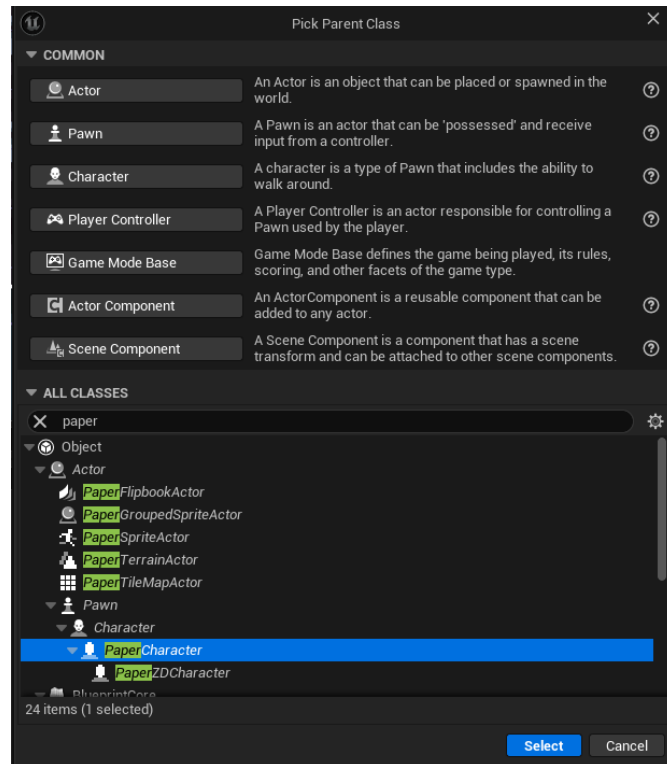 Pick Parent Class
COMMON
Actor
An Actor is an object that can be placed or spawned in the
world.
Pawn
A Pawn is an actor that can be 'possessed' and receive
input from a controller.
Character
A character is a type of Pawn that includes the ability to
walk around.
Player Controller
A Player Controller is an actor responsible for controlling a
Pawn used by the player.
Game Mode Base
Game Mode Base defines the game being played, its rules,
scoring, and other facets of the game type.
Actor Component
An ActorComponent is a reusable component that can be
added to any actor.
Scene Component
A Scene Component is a component that has a scene
transform and can be attached to other scene components.
ALL CLASSES
paper
Object
Actor
PaperFlipbookActor
PaperGroupedSpriteActor
PaperSpriteActor
PaperTerrainActor
PaperTileMapActor
Pawn
Character
PaperCharacter
PaperZDCharacter
BlueprintCore
24 items (1 selected)
Select
Cancel